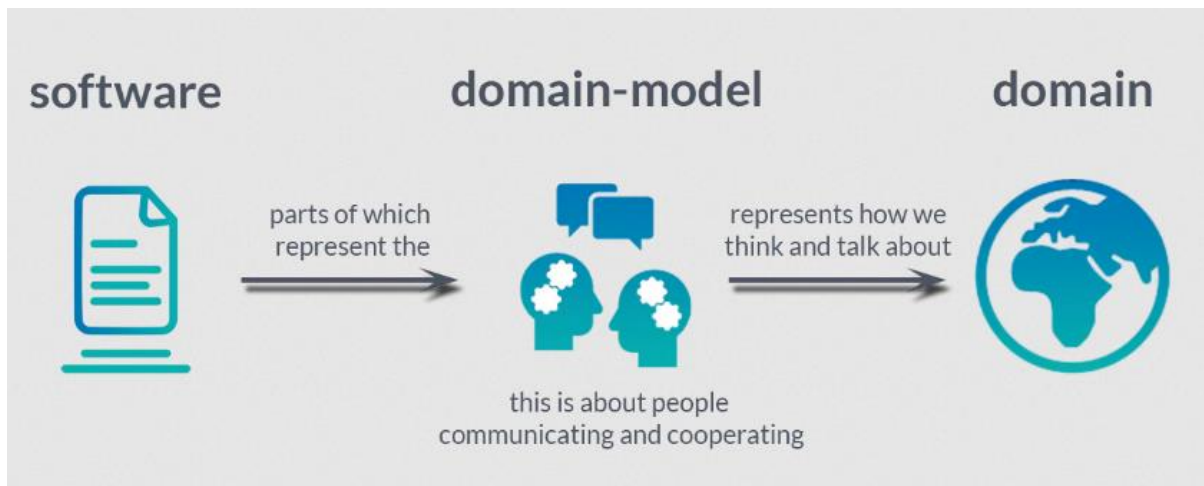 software
domain-model
domain
parts of which
represent the
represents how we
think and talk about
this is about people
communicating and cooperating